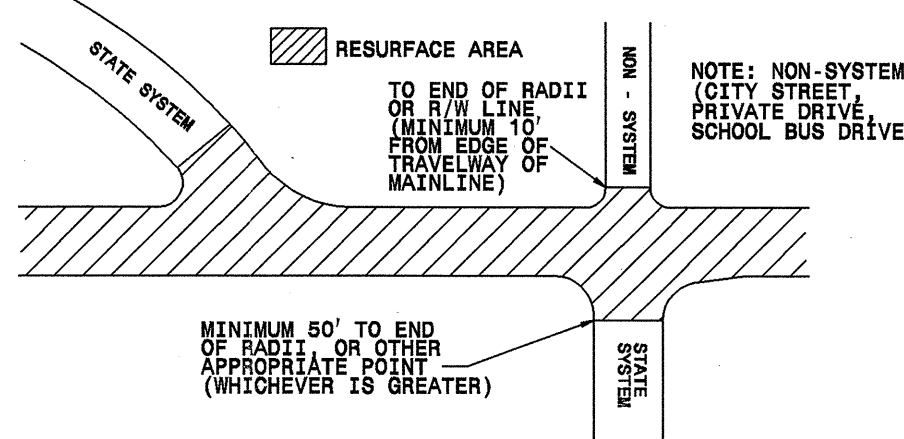 STATE SYSTEM
RESURFACE AREA
TO END OF RADII
OR R/W LINE
(MINIMUM 10'
FROM EDGE OF
TRAVELWAY OF
MAINLINE)
NON - SYSTEM
NOTE: NON-SYSTEM
(CITY STREET,
PRIVATE DRIVE,
SCHOOL BUS DRIVE
MINIMUM 50' TO END
OF RADII, OR OTHER
APPROPRIATE POINT
(WHICHEVER IS GREATER)
STATE
SYSTEM